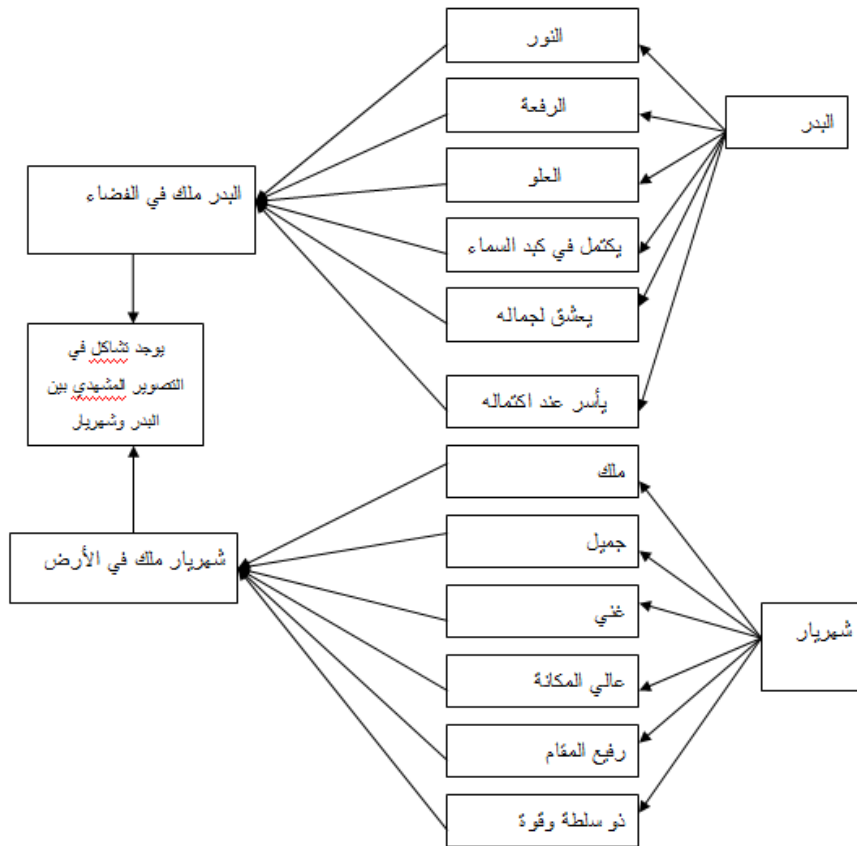 البدر
النور
الرفعة
العلو
يكتمل في كبد السماء
يعشق لجماله
يأسر عند اكتماله
البدر ملك في الفضاء
يوجد تشاكل في
التصوير المشهدي بين
البدر وشهريار
شهريار
ملك
جميل
غني
عالي المكانة
رفيع المقام
ذو سلطة وقوة
شهريار ملك في الأرض